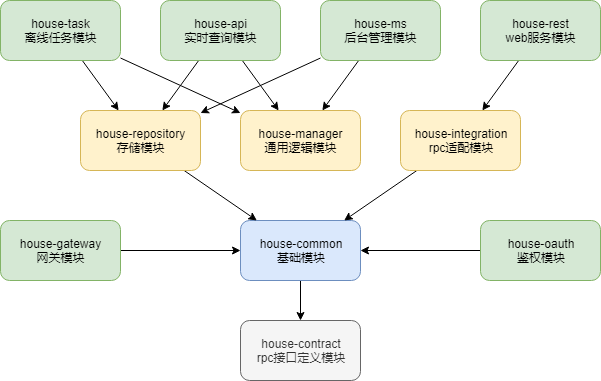 house-task
离线任务模块
house-api
实时查询模块
house-ms
后台管理模块
house-rest
web服务模块
house-repository
存储模块
house-manager
通用逻辑模块
house-integration
rpc适配模块
house-gateway
网关模块
house-common
基础模块
house-oauth
鉴权模块
house-contract
rpc接口定义模块